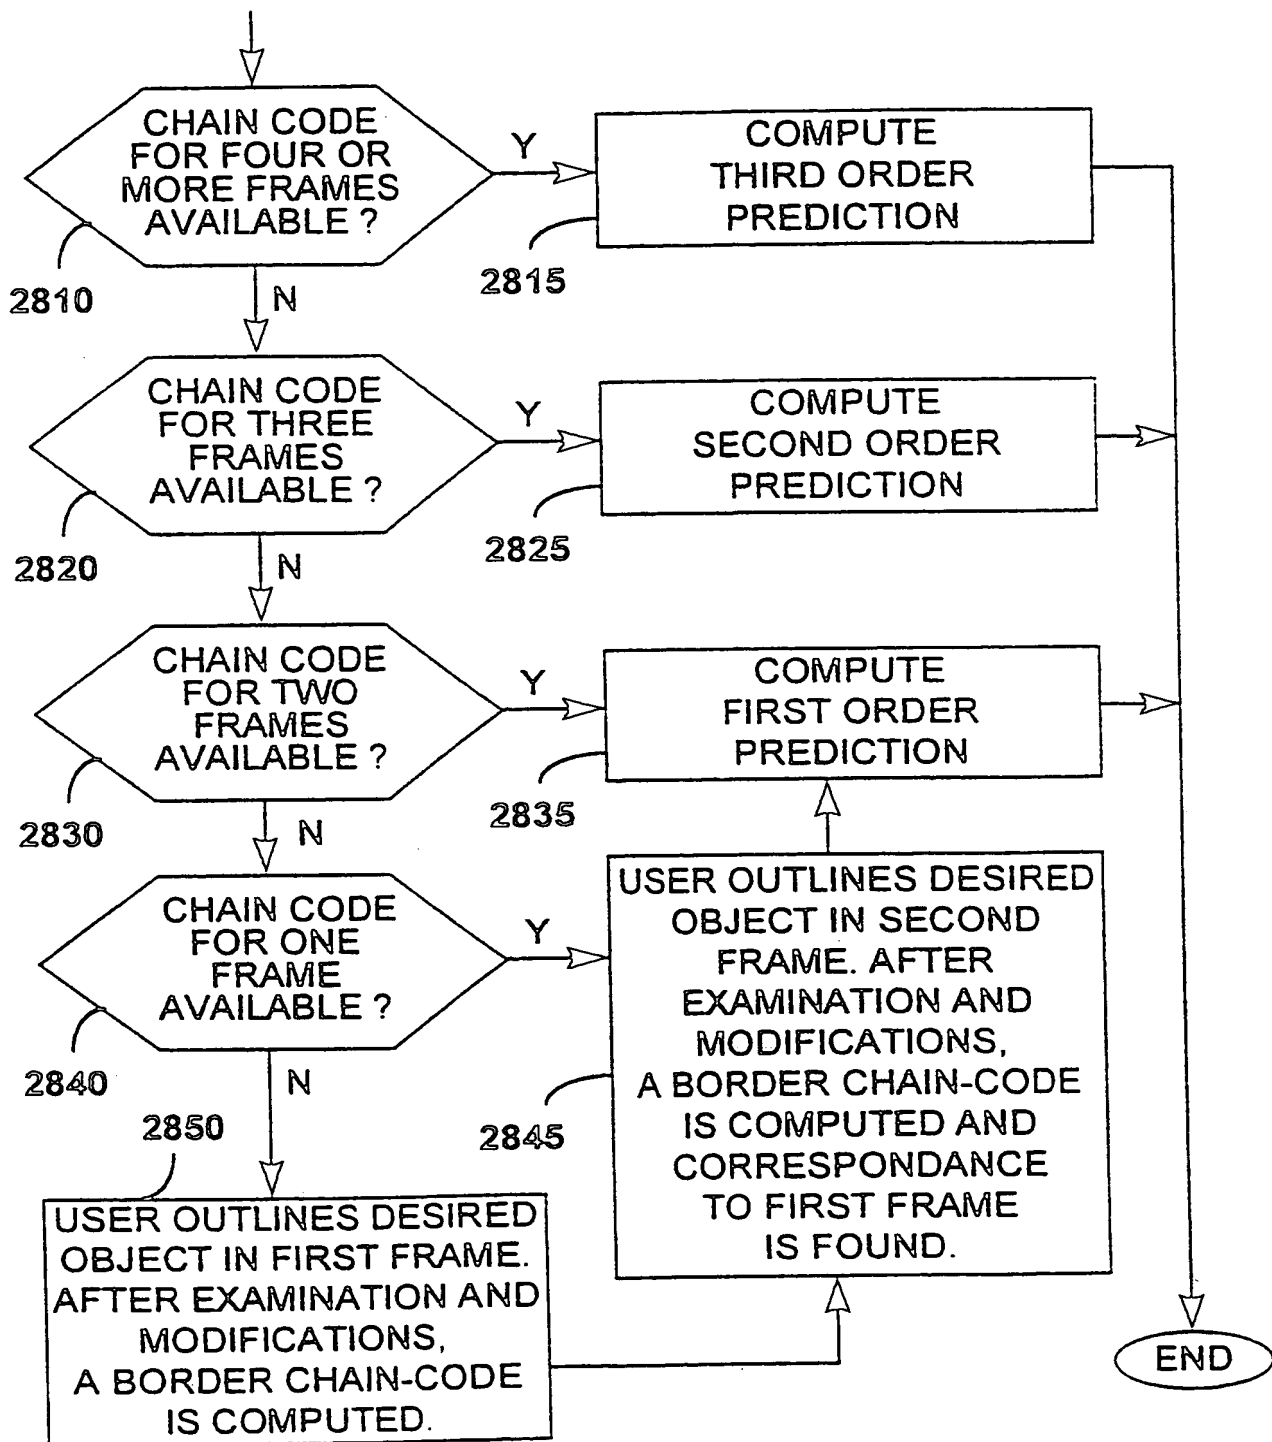 CHAIN CODE
FOR FOUR OR
MORE FRAMES
AVAILABLE ?
Y
COMPUTE
THIRD ORDER
PREDICTION
2810
N
2815
CHAIN CODE
FOR THREE
FRAMES
AVAILABLE ?
Y
COMPUTE
SECOND ORDER
PREDICTION
2820
N
2825
CHAIN CODE
FOR TWO
FRAMES
AVAILABLE ?
Y
COMPUTE
FIRST ORDER
PREDICTION
2830
N
2835
CHAIN CODE
FOR ONE
FRAME
AVAILABLE ?
Y
USER OUTLINES DESIRED
OBJECT IN SECOND
FRAME. AFTER
EXAMINATION AND
MODIFICATIONS,
A BORDER CHAIN-CODE
IS COMPUTED AND
CORRESPONDANCE
TO FIRST FRAME
IS FOUND.
2840
N
2845
2850
USER OUTLINES DESIRED
OBJECT IN FIRST FRAME.
AFTER EXAMINATION AND
MODIFICATIONS,
A BORDER CHAIN-CODE
IS COMPUTED.
END